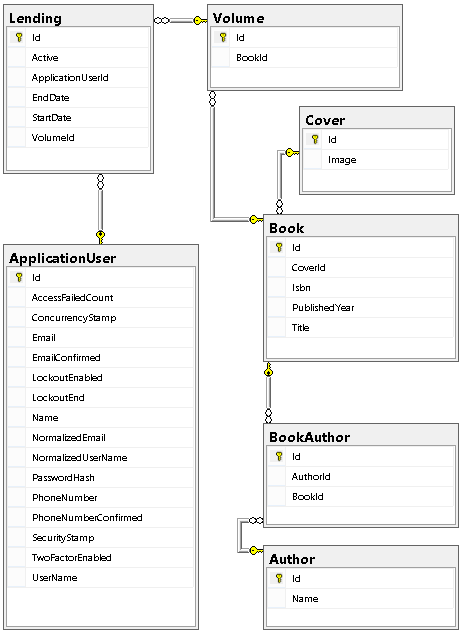 Lending
Id
Active
ApplicationUserId
EndDate
StartDate
VolumeId
Volume
Id
BookId
Cover
Id
Image
Book
Id
CoverId
Isbn
PublishedYear
Title
ApplicationUser
Id
AccessFailedCount
ConcurrencyStamp
Email
EmailConfirmed
LockoutEnabled
LockoutEnd
Name
NormalizedEmail
NormalizedUserName
PasswordHash
PhoneNumber
PhoneNumberConfirmed
SecurityStamp
TwoFactorEnabled
UserName
BookAuthor
Id
AuthorId
BookId
Author
Id
Name